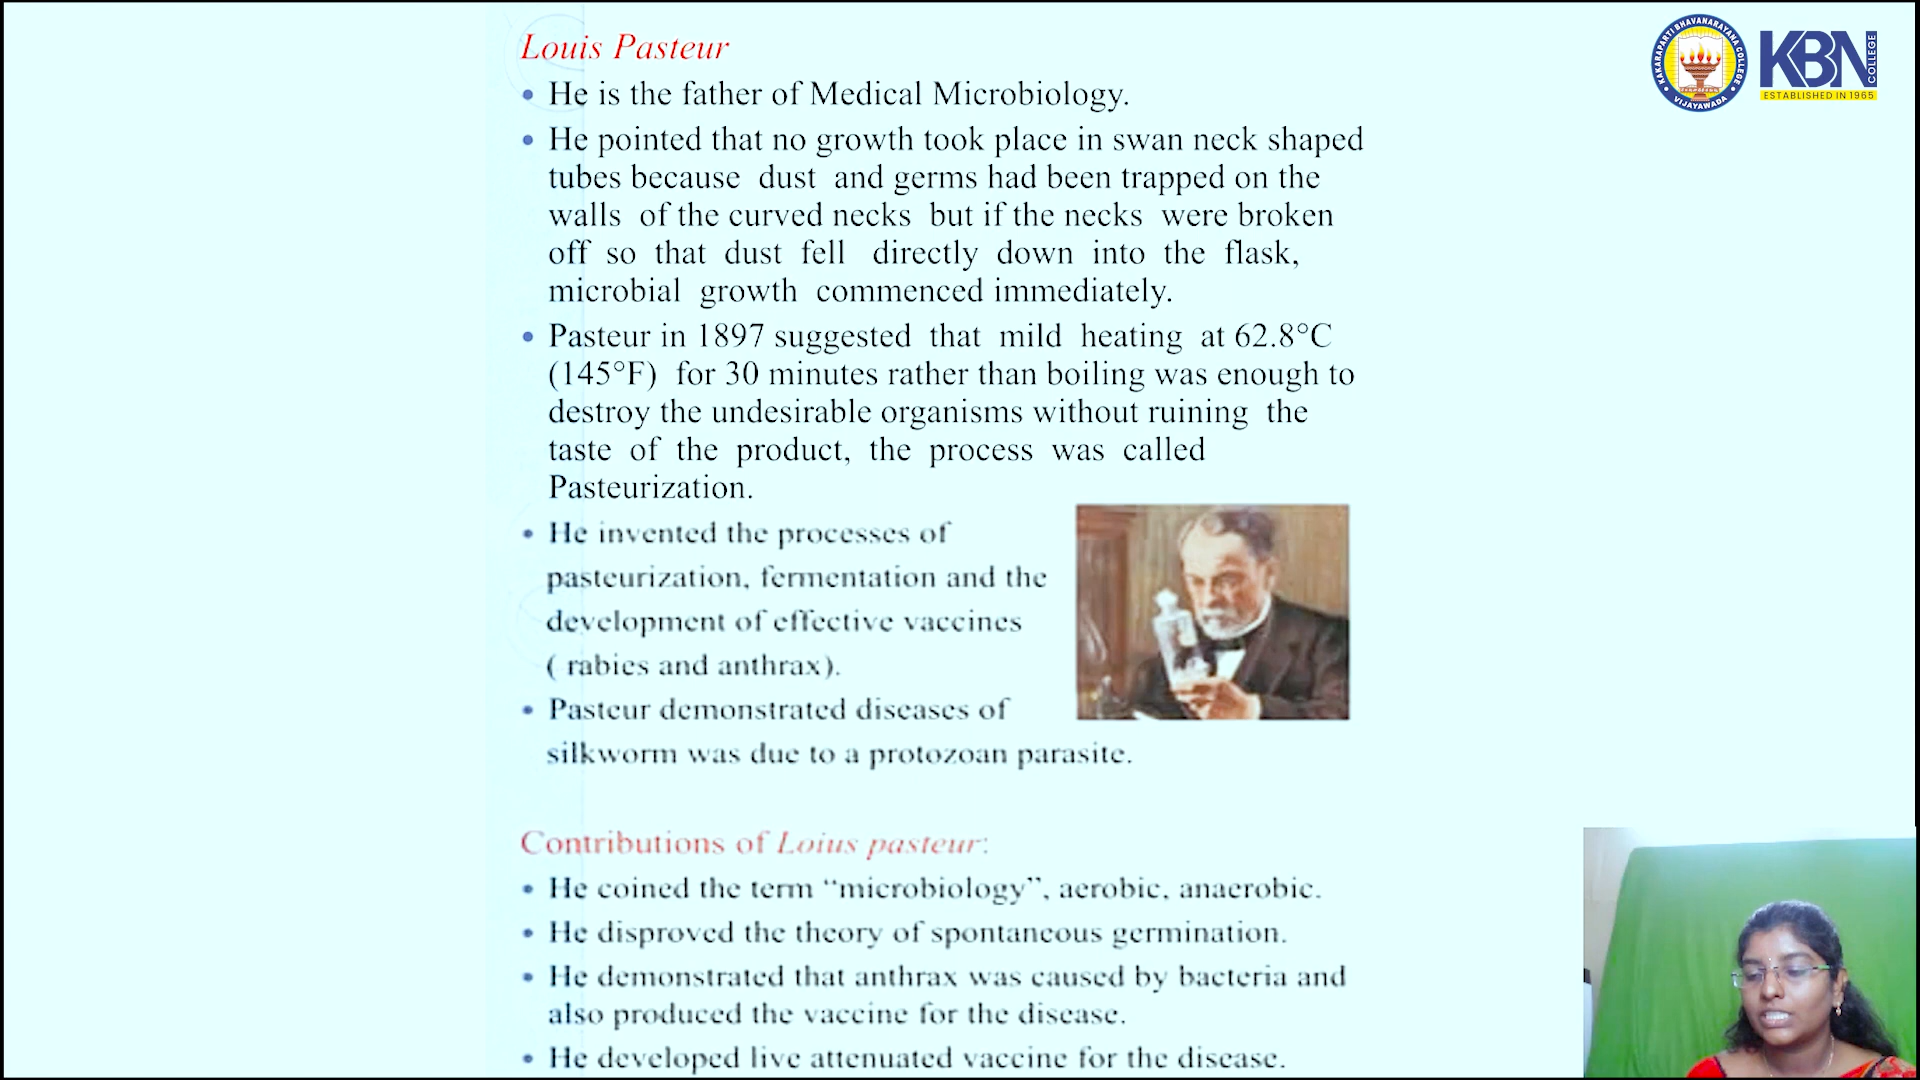 Louis Pasteur
• He is the father of Medical Microbiology.
• He pointed that no growth took place in swan neck shaped
tubes because dust and germs had been trapped on the
walls of the curved necks but if the necks were broken
off so that dust fell directly down into the flask,
microbial growth commenced immediately.
• Pasteur in 1897 suggested that mild heating at 62.8°C
(145°F) for 30 minutes rather than boiling was enough to
destroy the undesirable organisms without ruining the
taste of the product, the process was called
Pasteurization.
• He invented the processes of
pasteurization, fermentation and the
development of effective vaccines
( rabies and anthrax).
• Pasteur demonstrated diseases of
silkworm was due to a protozoan parasite.
Contributions of Loius pasteur:
• He coined the term “microbiology”, aerobic, anaerobic.
• He disproved the theory of spontaneous germination.
• He demonstrated that anthrax was caused by bacteria and
also produced the vaccine for the disease.
• He developed live attenuated vaccine for the disease.
KAKARAPARTI BHAVANARAYANA COLLEGE
VIJAYAWADA
KBN
COLLEGE
ESTABLISHED IN 1965